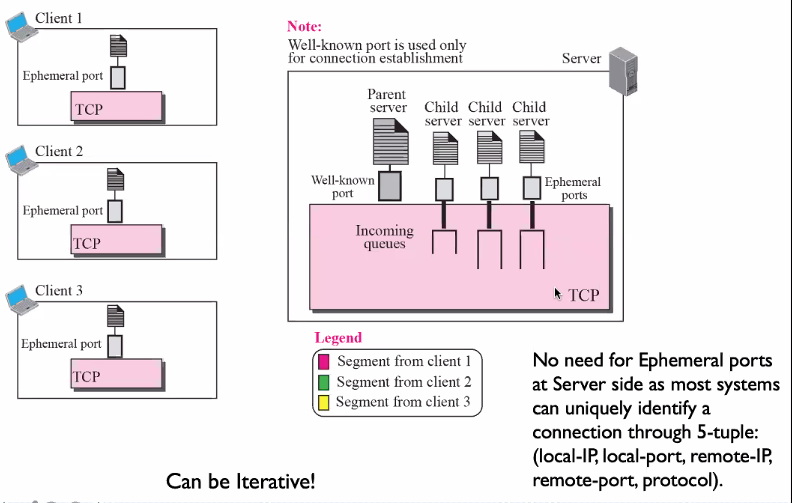 Client 1
Ephemeral port
TCP
Client 2
Ephemeral port
TCP
Client 3
Ephemeral port
TCP
Note:
Well-known port is used only
for connection establishment
Server
Parent
server
Child
server
Child
server
Child
server
Well-known
port
Ephemeral
ports
Incoming
queues
TCP
Legend
Segment from client 1
Segment from client 2
Segment from client 3
No need for Ephemeral ports
at Server side as most systems
can uniquely identify a
connection through 5-tuple:
(local-IP, local-port, remote-IP,
remote-port, protocol).
Can be Iterative!